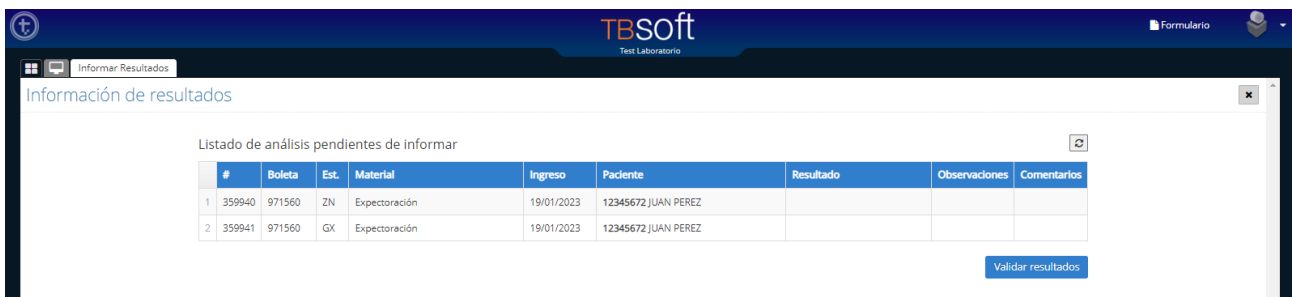 TBSoft
Test Laboratorio
Formulario
Informar Resultados
Información de resultados
Listado de análisis pendientes de informar
# Boleta Est. Material Ingreso Paciente Resultado Observaciones Comentarios
1 359940 971560 ZN Expectoración 19/01/2023 12345672 JUAN PEREZ
2 359941 971560 GX Expectoración 19/01/2023 12345672 JUAN PEREZ
Validar resultados